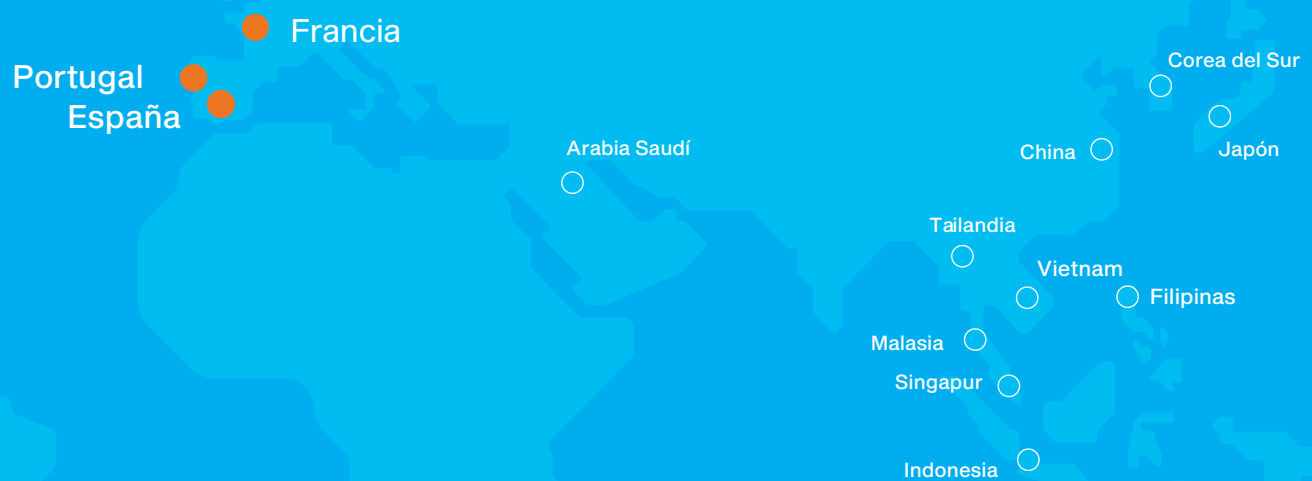 Francia
Portugal
España
Corea del Sur
Arabia Saudí
China
Japón
Tailandia
Vietnam
Filipinas
Malasia
Singapur
Indonesia